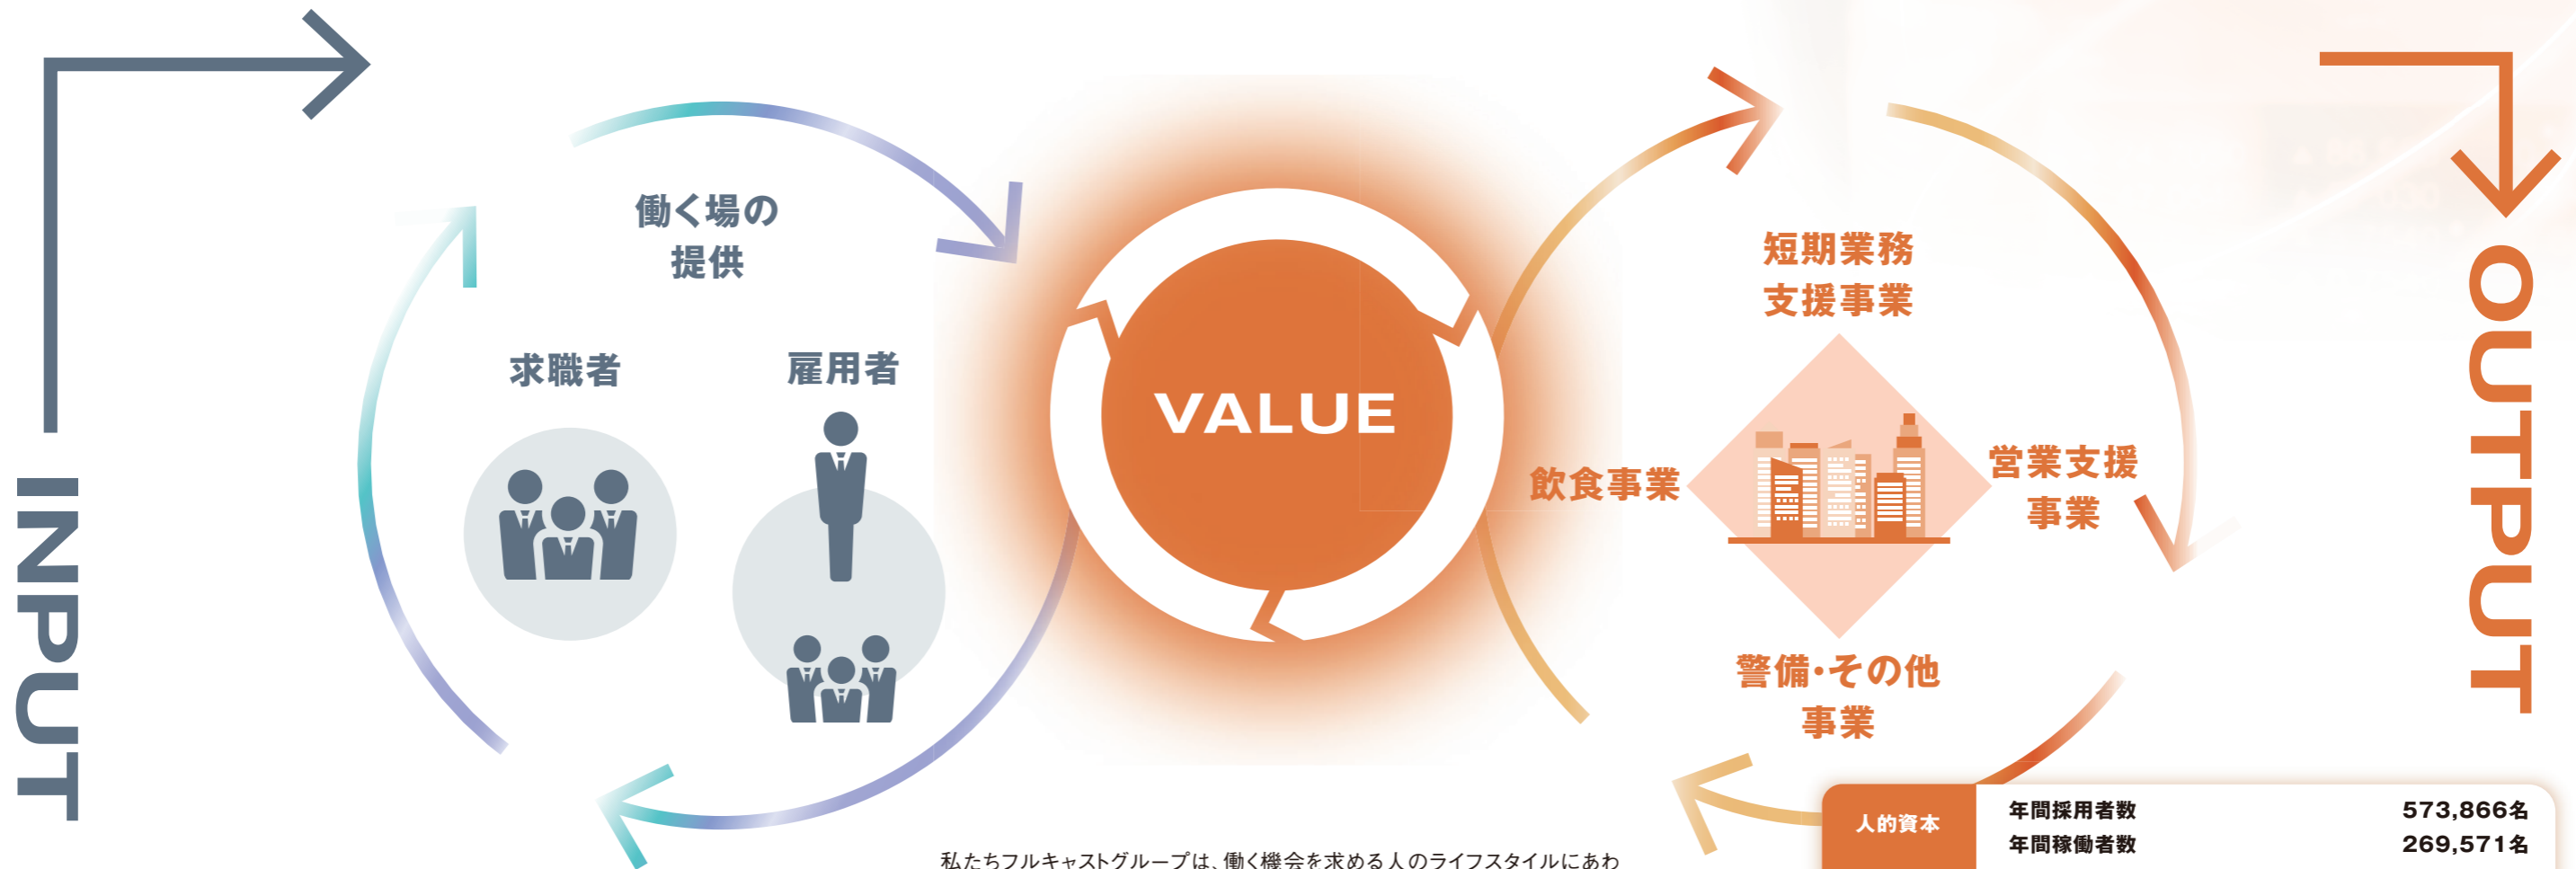 INPUT
働く場の
提供
求職者
雇用者
VALUE
短期業務
支援事業
飲食事業
営業支援
事業
警備・その他
事業
OUTPUT
人的資本
年間採用者数 573,866名
年間稼働者数 269,571名
私たちフルキャストグループは、働く機会を求める人のライフスタイルにあわ